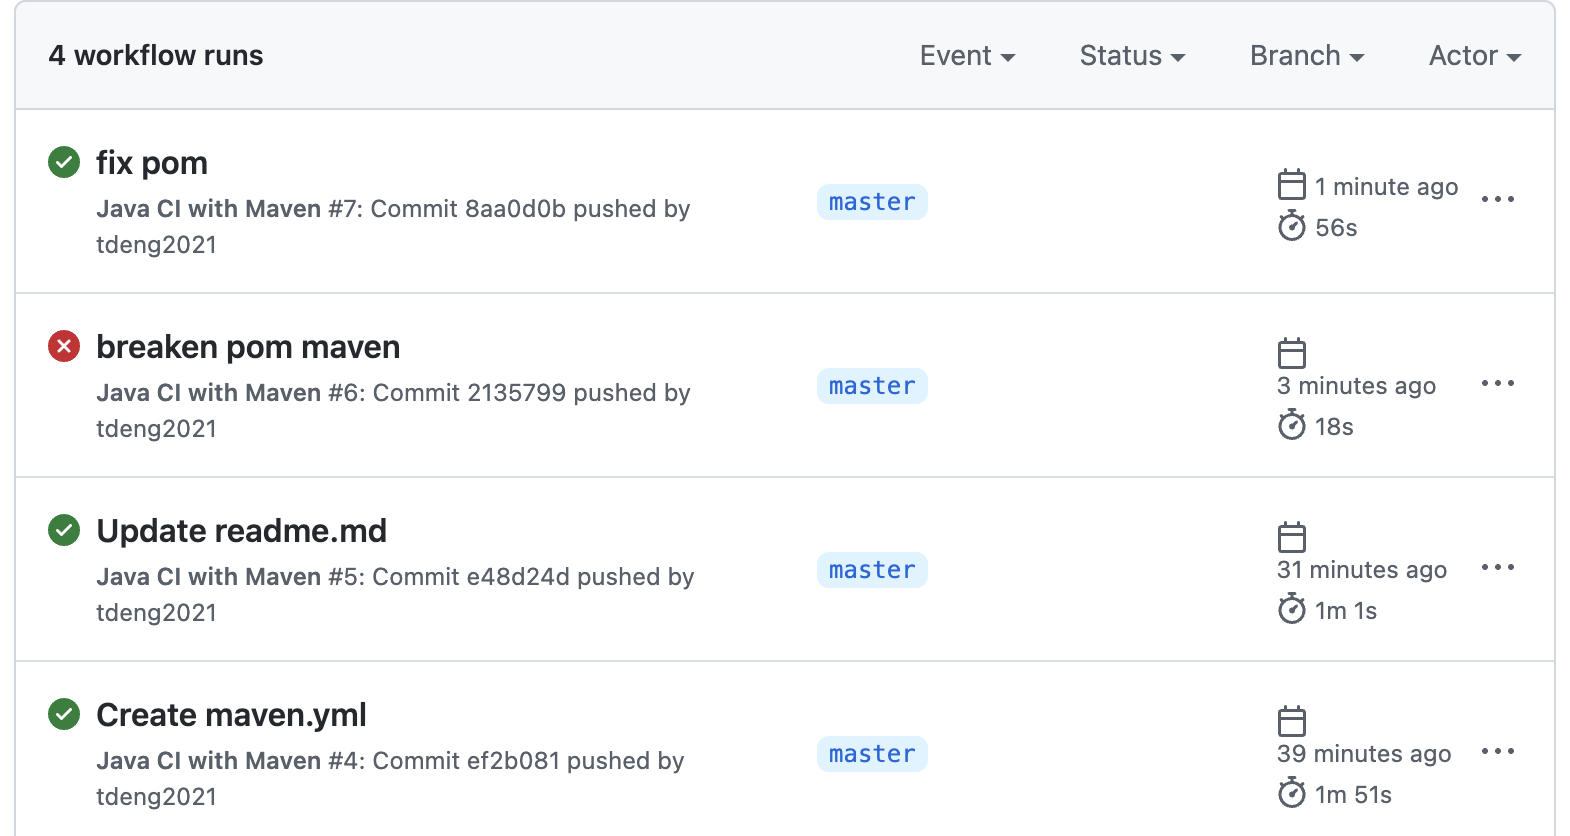 4 workflow runs
Event
Status
Branch
Actor
fix pom
Java CI with Maven #7: Commit 8aa0d0b pushed by
tdeng2021
master
1 minute ago
56s
breaken pom maven
Java CI with Maven #6: Commit 2135799 pushed by
tdeng2021
master
3 minutes ago
18s
Update readme.md
Java CI with Maven #5: Commit e48d24d pushed by
tdeng2021
master
31 minutes ago
1m 1s
Create maven.yml
Java CI with Maven #4: Commit ef2b081 pushed by
tdeng2021
master
39 minutes ago
1m 51s